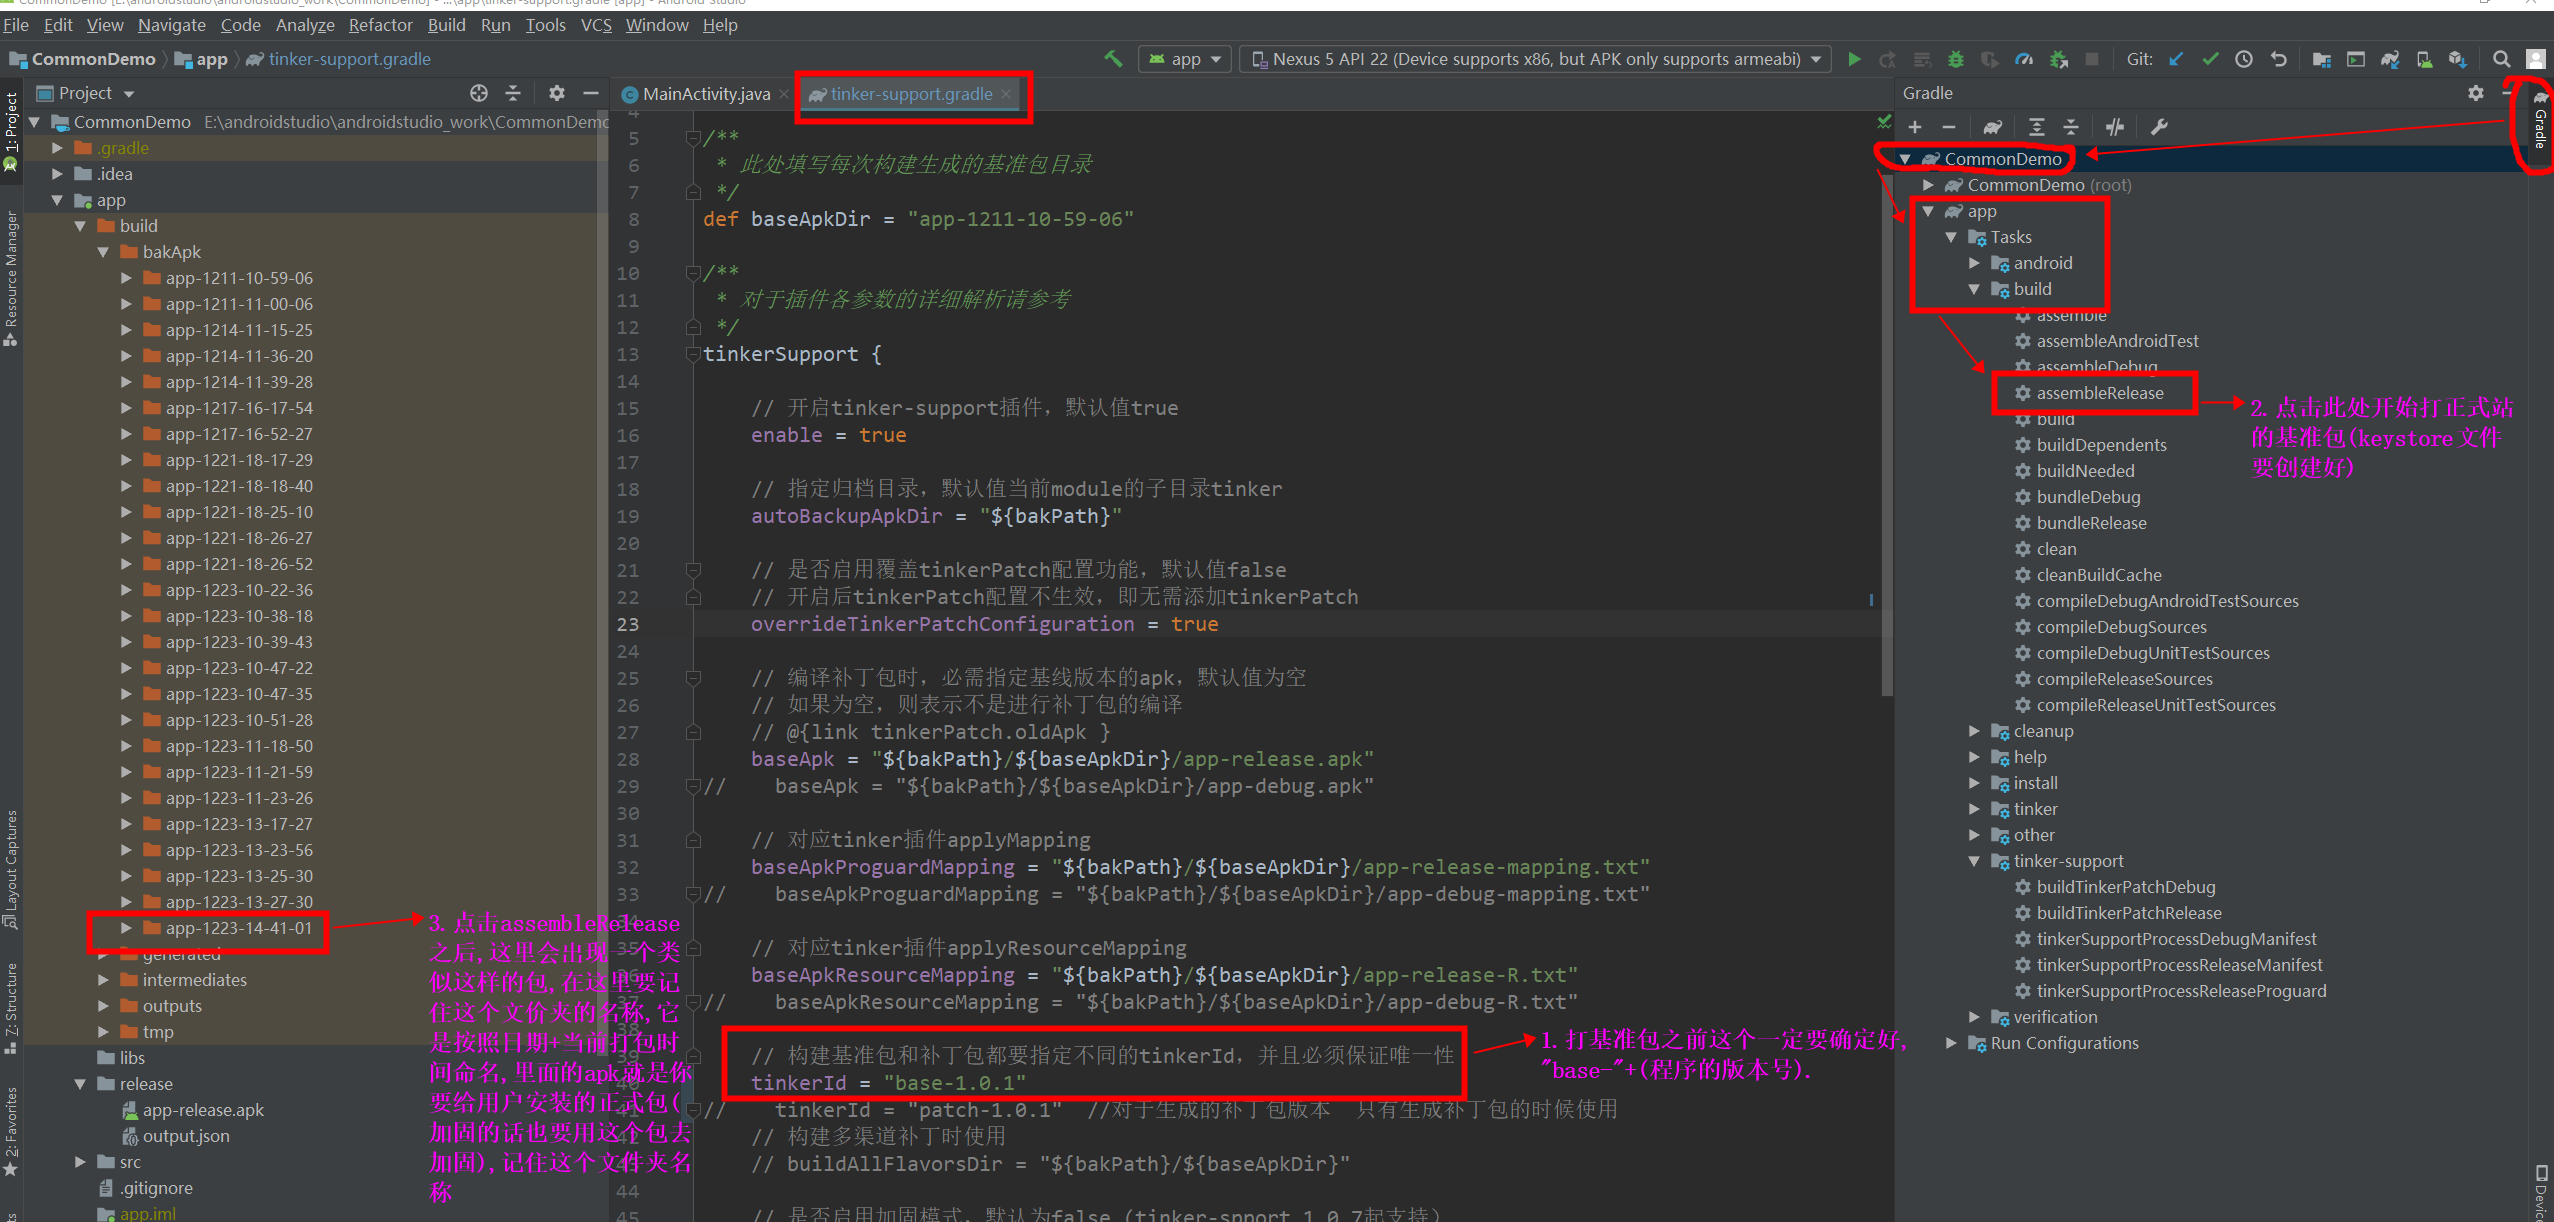 CommonDemo [E:\androidstudio\androidstudio_work\CommonDemo] - ...\app\tinker-support.gradle [app] - Android Studio
File Edit View Navigate Code Analyze Refactor Build Run Tools VCS Window Help
CommonDemo app tinker-support.gradle
app
Nexus 5 API 22 (Device supports x86, but APK only supports armeabi)
Git:
1: Project
Resource Manager
Layout Captures
7: Structure
2: Favorites
Project
CommonDemo E:\androidstudio\androidstudio_work\CommonDemo
.gradle
.idea
app
build
bakApk
app-1211-10-59-06
app-1211-11-00-06
app-1214-11-15-25
app-1214-11-36-20
app-1214-11-39-28
app-1217-16-17-54
app-1217-16-52-27
app-1221-18-17-29
app-1221-18-18-40
app-1221-18-25-10
app-1221-18-26-27
app-1221-18-26-52
app-1223-10-22-36
app-1223-10-38-18
app-1223-10-39-43
app-1223-10-47-22
app-1223-10-47-35
app-1223-10-51-28
app-1223-11-18-50
app-1223-11-21-59
app-1223-11-23-26
app-1223-13-17-27
app-1223-13-23-56
app-1223-13-25-30
app-1223-13-27-30
app-1223-14-41-01
generated
intermediates
outputs
tmp
libs
release
app-release.apk
output.json
src
.gitignore
app.iml
3. 点击assembleRelease
之后,这里会出现一个类
似这样的包,在这里要记
住这个文价夹的名称,它
是按照日期+当前打包时
间命名,里面的apk就是你
要给用户安装的正式包(
加固的话也要用这个包去
加固),记住这个文件夹名
称
MainActivity.java tinker-support.gradle
4
5 /**
6 * 此处填写每次构建生成的基准包目录
7 */
8 def baseApkDir = "app-1211-10-59-06"
9
10 /**
11 * 对于插件各参数的详细解析请参考
12 */
13 tinkerSupport {
14
15 // 开启tinker-support插件，默认值true
16 enable = true
17
18 // 指定归档目录，默认值当前module的子目录tinker
19 autoBackupApkDir = "${bakPath}"
20
21 // 是否启用覆盖tinkerPatch配置功能，默认值false
22 // 开启后tinkerPatch配置不生效，即无需添加tinkerPatch
23 overrideTinkerPatchConfiguration = true
24
25 // 编译补丁包时，必需指定基线版本的apk，默认值为空
26 // 如果为空，则表示不是进行补丁包的编译
27 // @{link tinkerPatch.oldApk }
28 baseApk = "${bakPath}/${baseApkDir}/app-release.apk"
29 // baseApk = "${bakPath}/${baseApkDir}/app-debug.apk"
30
31 // 对应tinker插件applyMapping
32 baseApkProguardMapping = "${bakPath}/${baseApkDir}/app-release-mapping.txt"
33 // baseApkProguardMapping = "${bakPath}/${baseApkDir}/app-debug-mapping.txt"
34
35 // 对应tinker插件applyResourceMapping
36 baseApkResourceMapping = "${bakPath}/${baseApkDir}/app-release-R.txt"
37 // baseApkResourceMapping = "${bakPath}/${baseApkDir}/app-debug-R.txt"
38
39 // 构建基准包和补丁包都要指定不同的tinkerId，并且必须保证唯一性
40 tinkerId = "base-1.0.1"
41 // tinkerId = "patch-1.0.1" //对于生成的补丁包版本 只有生成补丁包的时候使用
42 // 构建多渠道补丁时使用
43 // buildAllFlavorsDir = "${bakPath}/${baseApkDir}"
44
45 // 是否启用加固模式，默认为false.(tinker-spport 1.0.7起支持）
1. 打基准包之前这个一定要确定好,
"base-"+(程序的版本号).
Gradle
CommonDemo
CommonDemo (root)
app
Tasks
android
build
assemble
assembleAndroidTest
assembleDebug
assembleRelease
build
buildDependents
buildNeeded
bundleDebug
bundleRelease
clean
cleanBuildCache
compileDebugAndroidTestSources
compileDebugSources
compileDebugUnitTestSources
compileReleaseSources
compileReleaseUnitTestSources
cleanup
help
install
tinker
other
tinker-support
buildTinkerPatchDebug
buildTinkerPatchRelease
tinkerSupportProcessDebugManifest
tinkerSupportProcessReleaseManifest
tinkerSupportProcessReleaseProguard
verification
Run Configurations
2. 点击此处开始打正式站
的基准包(keystore文件
要创建好)
Gradle